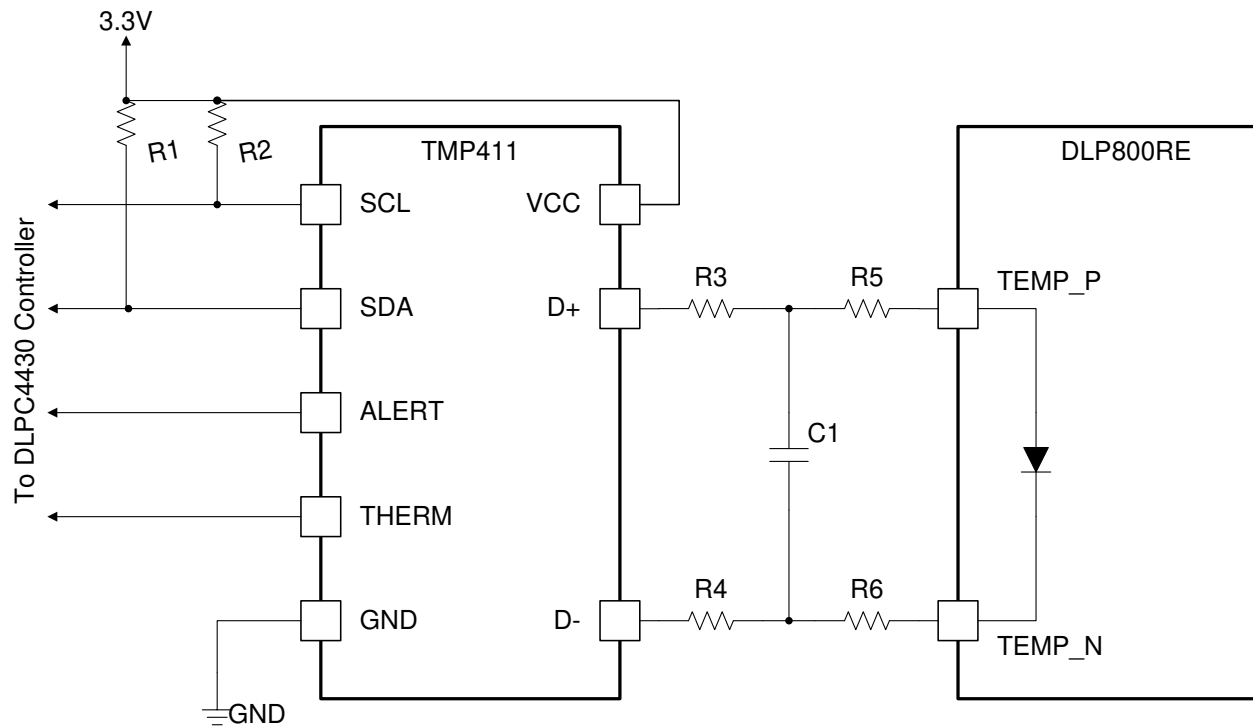 3.3V
R1
R2
TMP411
DLP800RE
SCL
VCC
R3
R5
TEMP_P
SDA
D+
To DLPC4430 Controller
ALERT
C1
THERM
R4
R6
GND
D-
TEMP_N
GND